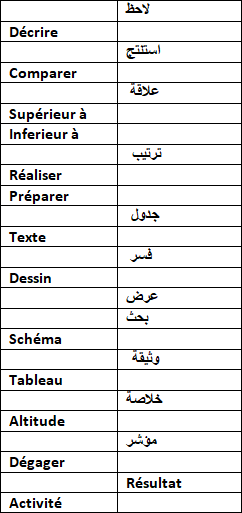 لاحظ
Décrire
استنتج
Comparer
علاقة
Supérieur à
Inferieur à
ترتيب
Réaliser
Préparer
جدول
Texte
فسر
Dessin
عرض
بحث
Schéma
وثيقة
Tableau
خلاصة
Altitude
مؤشر
Dégager
Résultat
Activité